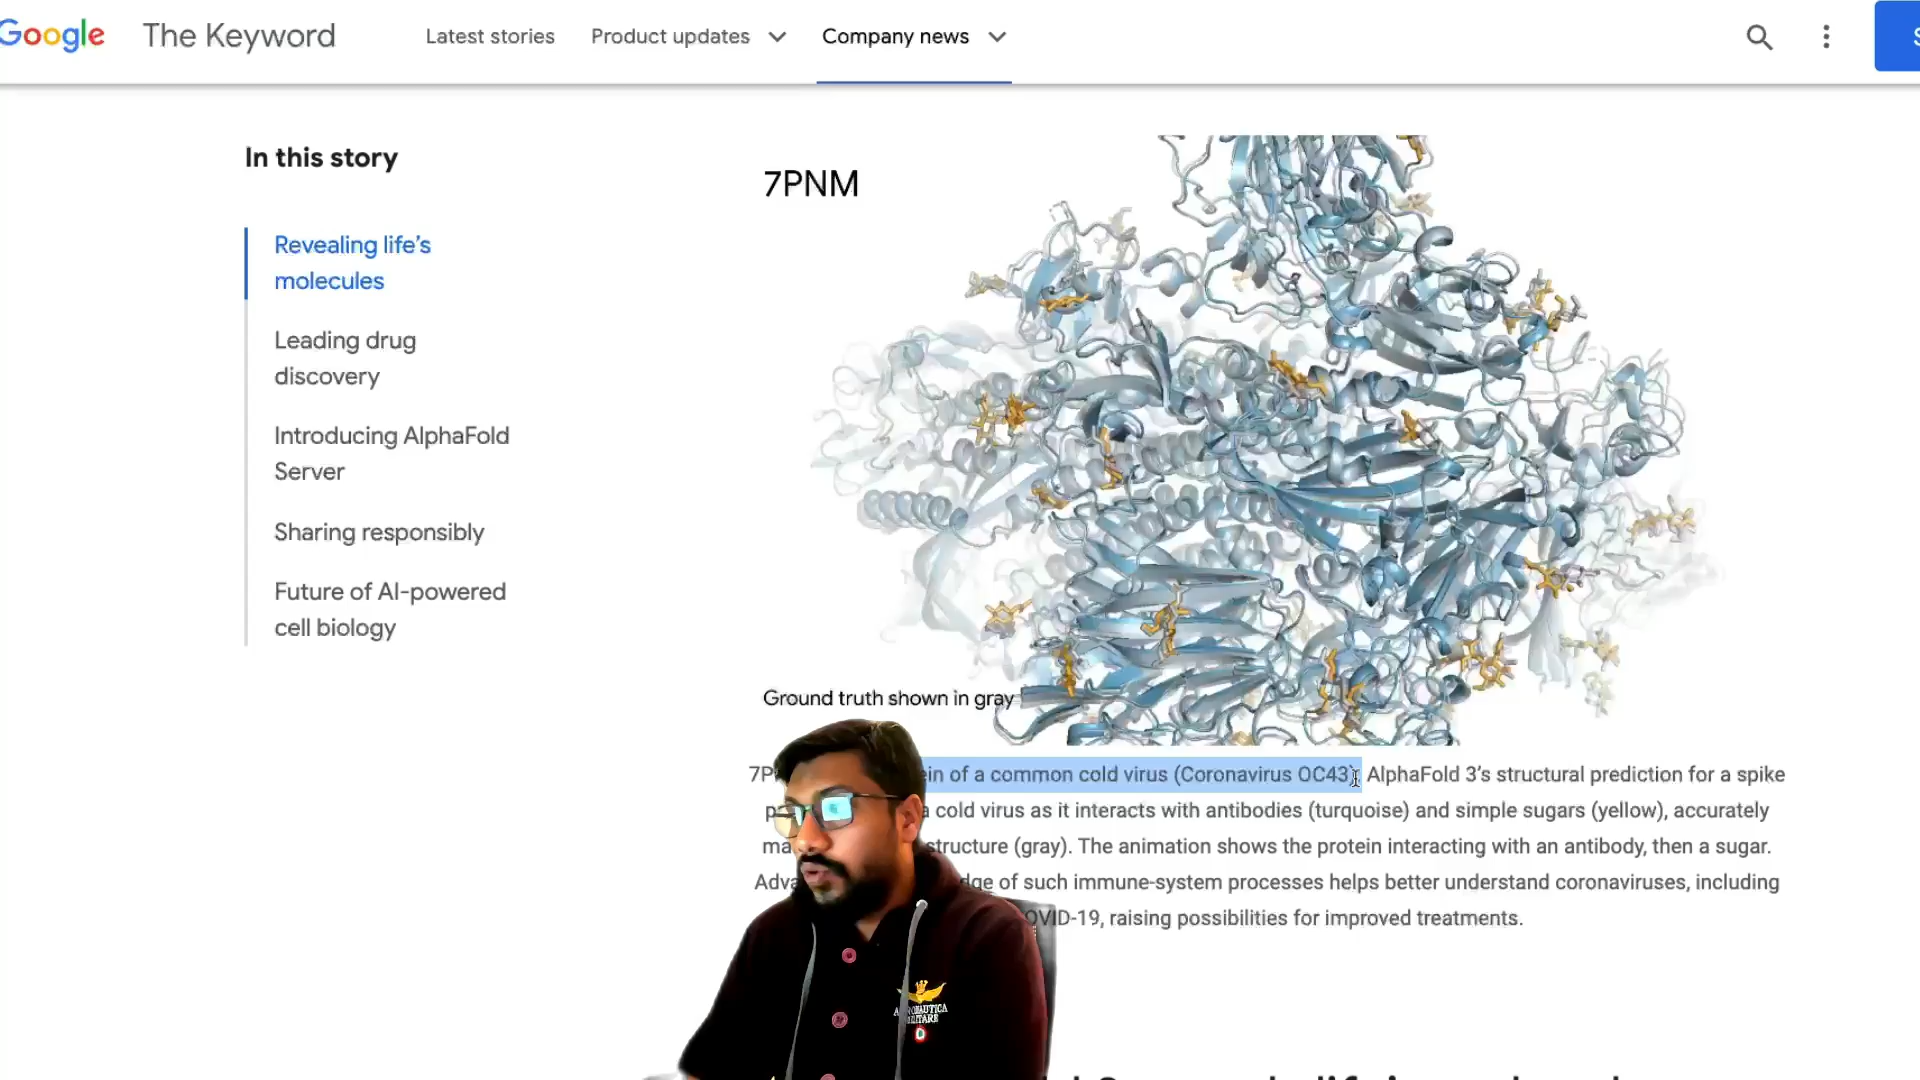 Google The Keyword Latest stories Product updates Company news
In this story
Revealing life's
molecules
Leading drug
discovery
Introducing AlphaFold
Server
Sharing responsibly
Future of AI-powered
cell biology
7PNM
Ground truth shown in gray
of a common cold virus (Coronavirus OC43): AlphaFold 3's structural prediction for a spike
cold virus as it interacts with antibodies (turquoise) and simple sugars (yellow), accurately
structure (gray). The animation shows the protein interacting with an antibody, then a sugar.
of such immune-system processes helps better understand coronaviruses, including
raising possibilities for improved treatments.